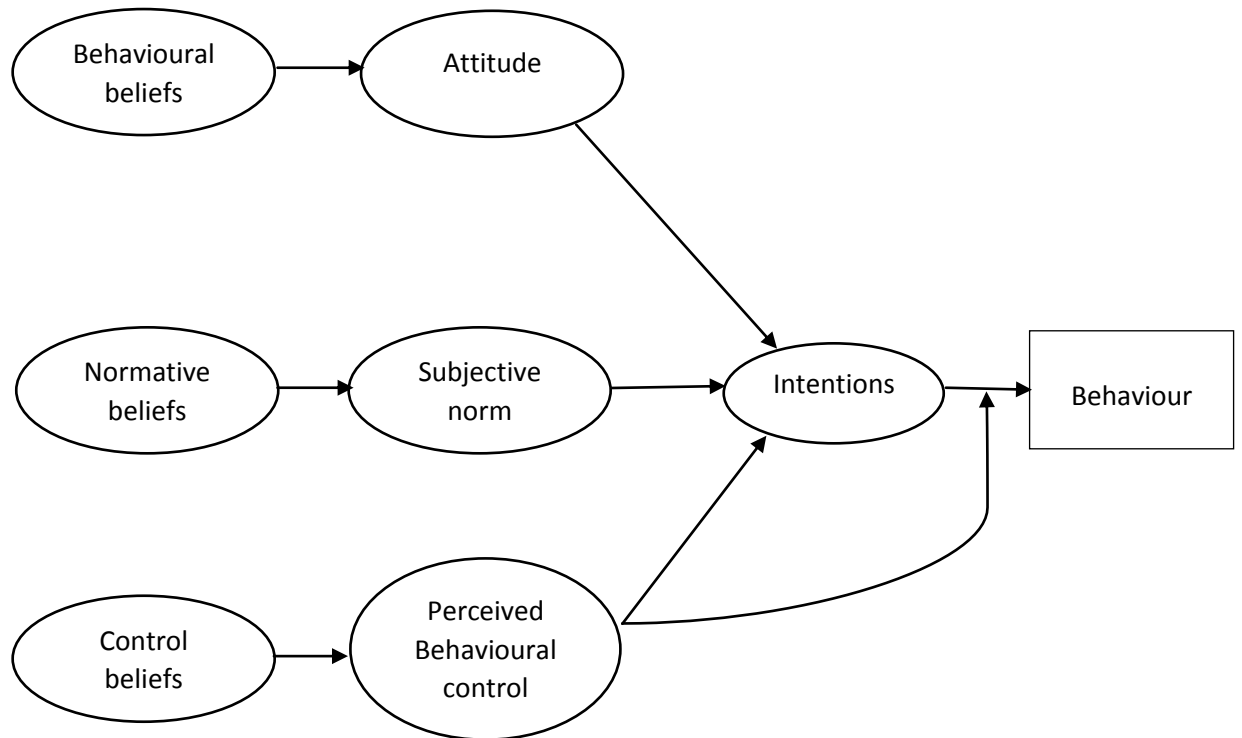 Behavioural
beliefs
Attitude
Normative
beliefs
Subjective
norm
Intentions
Behaviour
Control
beliefs
Perceived
Behavioural
control